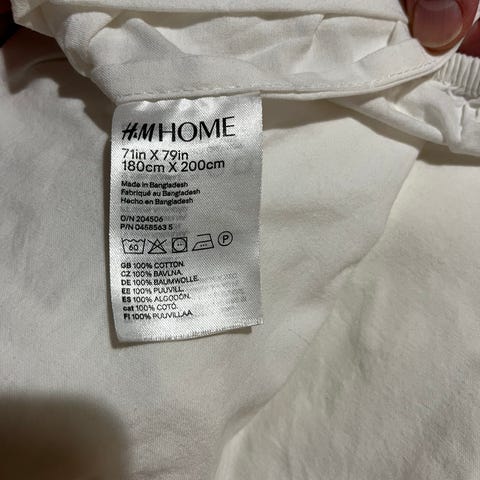 H&M HOME
71in X 79in
180cm X 200cm
Made in Bangladesh
Fabriqué au Bangladesh
Hecho en Bangladesh
O/N 204506
P/N 0458563 5
60 P
GB 100% COTTON.
CZ 100% BAVLNA.
DE 100% BAUMWOLLE.
EE 100% PUUVILL.
ES 100% ALGODÓN.
cat 100% COTÓ.
FI 100% PUUVILLAA.